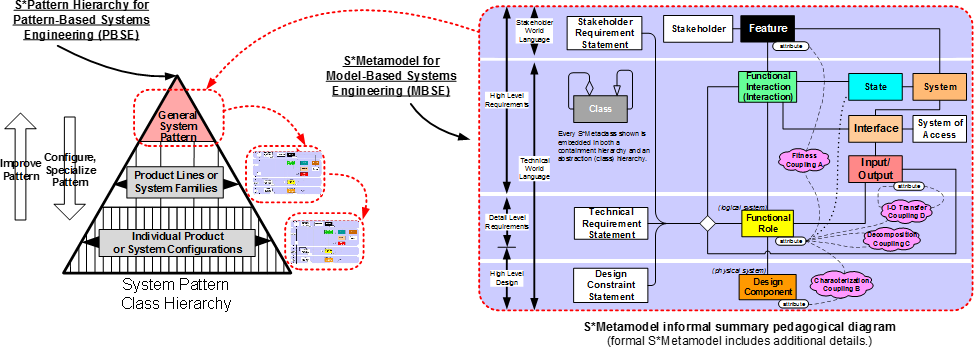 S*Pattern Hierarchy for
Pattern-Based Systems
Engineering (PBSE)
S*Metamodel for
Model-Based Systems
Engineering (MBSE)
General
System
Pattern
Improve
Pattern
Configure,
Specialize
Pattern
Product Lines or
System Families
Individual Product
or System Configurations
System Pattern
Class Hierarchy
Stakeholder
World
Language
High Level
Requirements
Technical
World
Language
Detail Level
Requirements
High Level
Design
Stakeholder
Requirement
Statement
Class
Every S*Metaclass shown is
embedded in both a
containment hierarchy and an
abstraction (class) hierarchy.
Technical
Requirement
Statement
Design
Constraint
Statement
Stakeholder
Feature
attribute
Functional
Interaction
(Interaction)
State
System
Interface
System of
Access
Fitness
Coupling A
Input/
Output
attribute
I-O Transfer
Coupling D
(logical system)
Functional
Role
attribute
Decomposition
Coupling C
(physical system)
Design
Component
attribute
Characterization
Coupling B
S*Metamodel informal summary pedagogical diagram
(formal S*Metamodel includes additional details.)